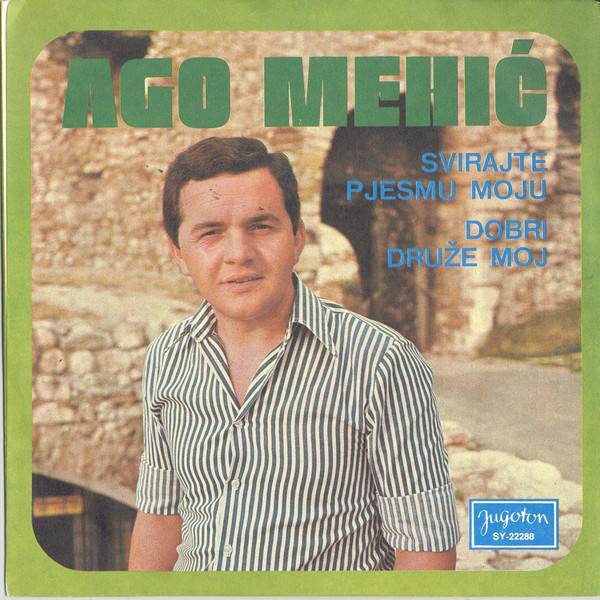 AGO MEHIĆ
SVIRAJTE
PJESMU MOJU
DOBRI
DRUŽE MOJ
Jugoton
SY-22288